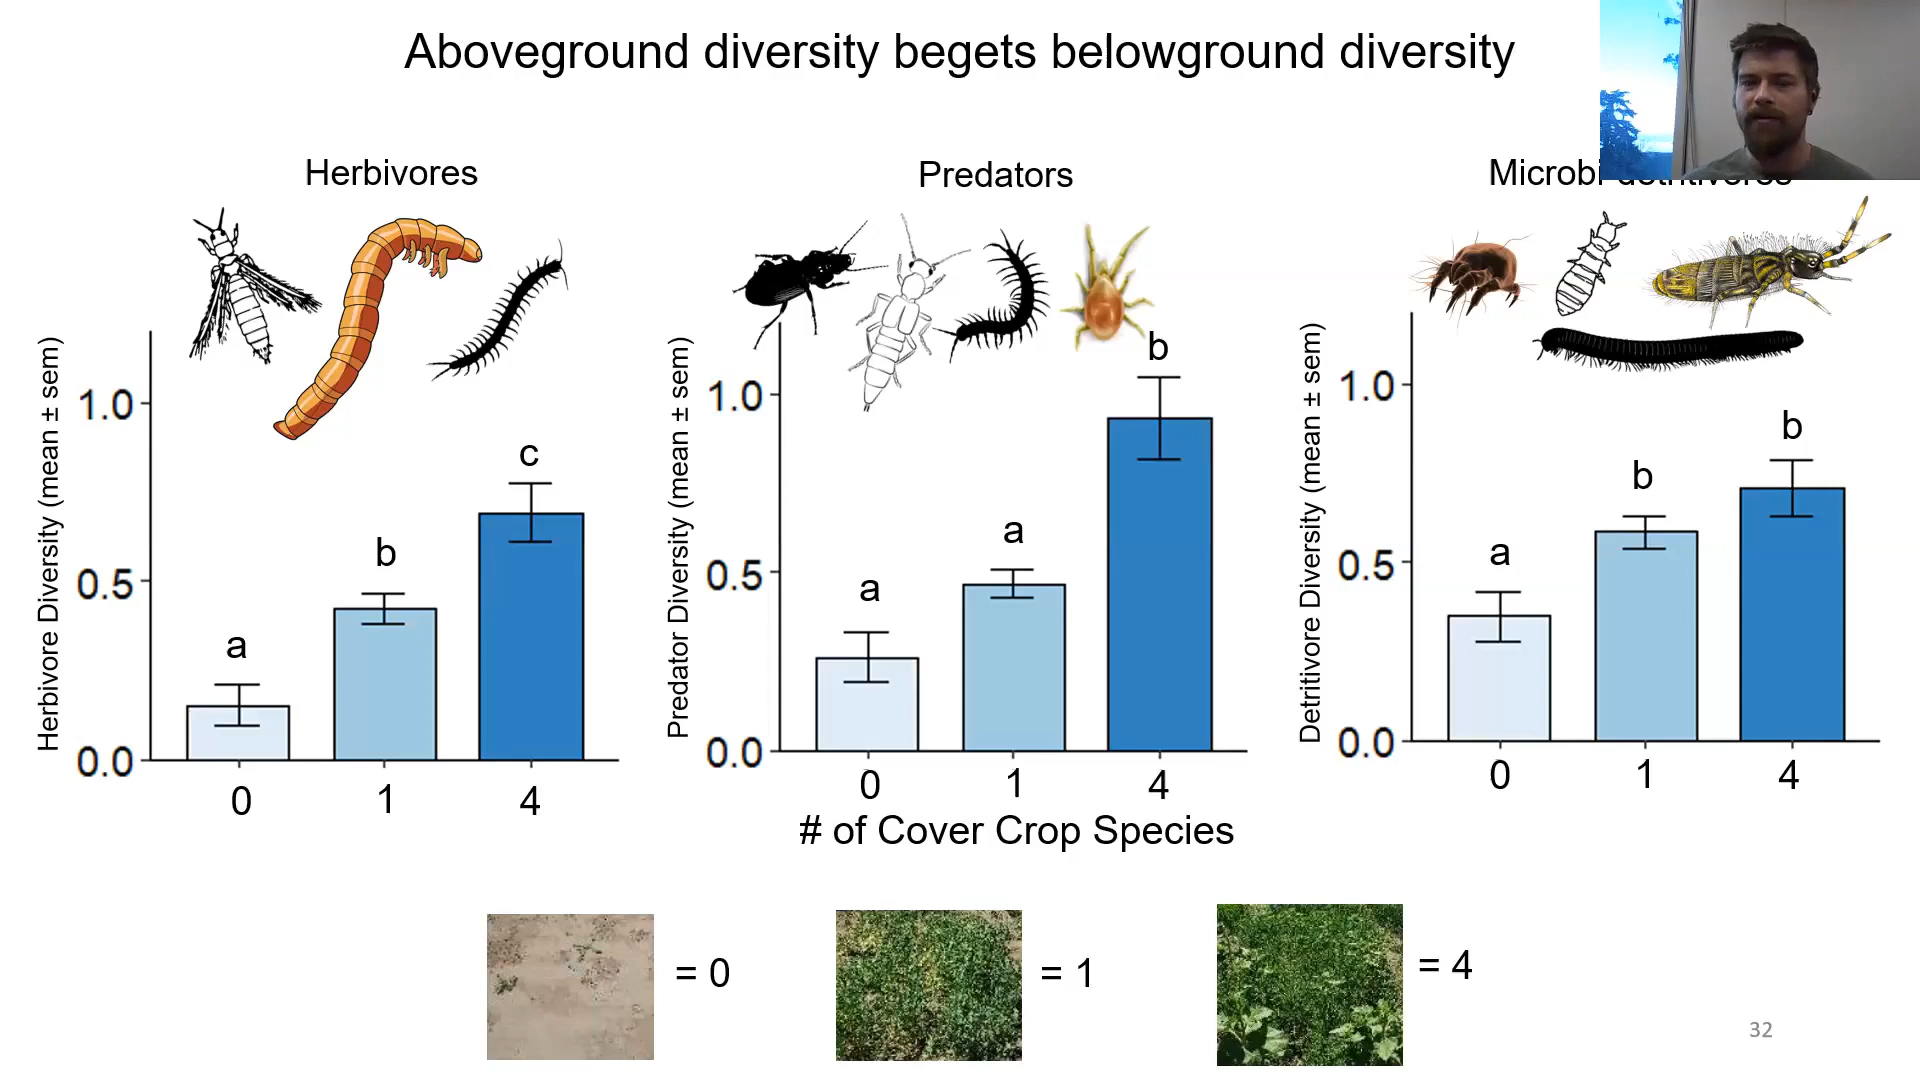 Aboveground diversity begets belowground diversity
Herbivores
Herbivore Diversity (mean ± sem)
1.0
0.5
0.0
a
b
c
0 1 4
Predators
Predator Diversity (mean ± sem)
1.0
0.5
0.0
a
a
b
0 1 4
# of Cover Crop Species
Detritivore Diversity (mean ± sem)
1.0
0.5
0.0
a
b
b
0 1 4
= 0
= 1
= 4
32